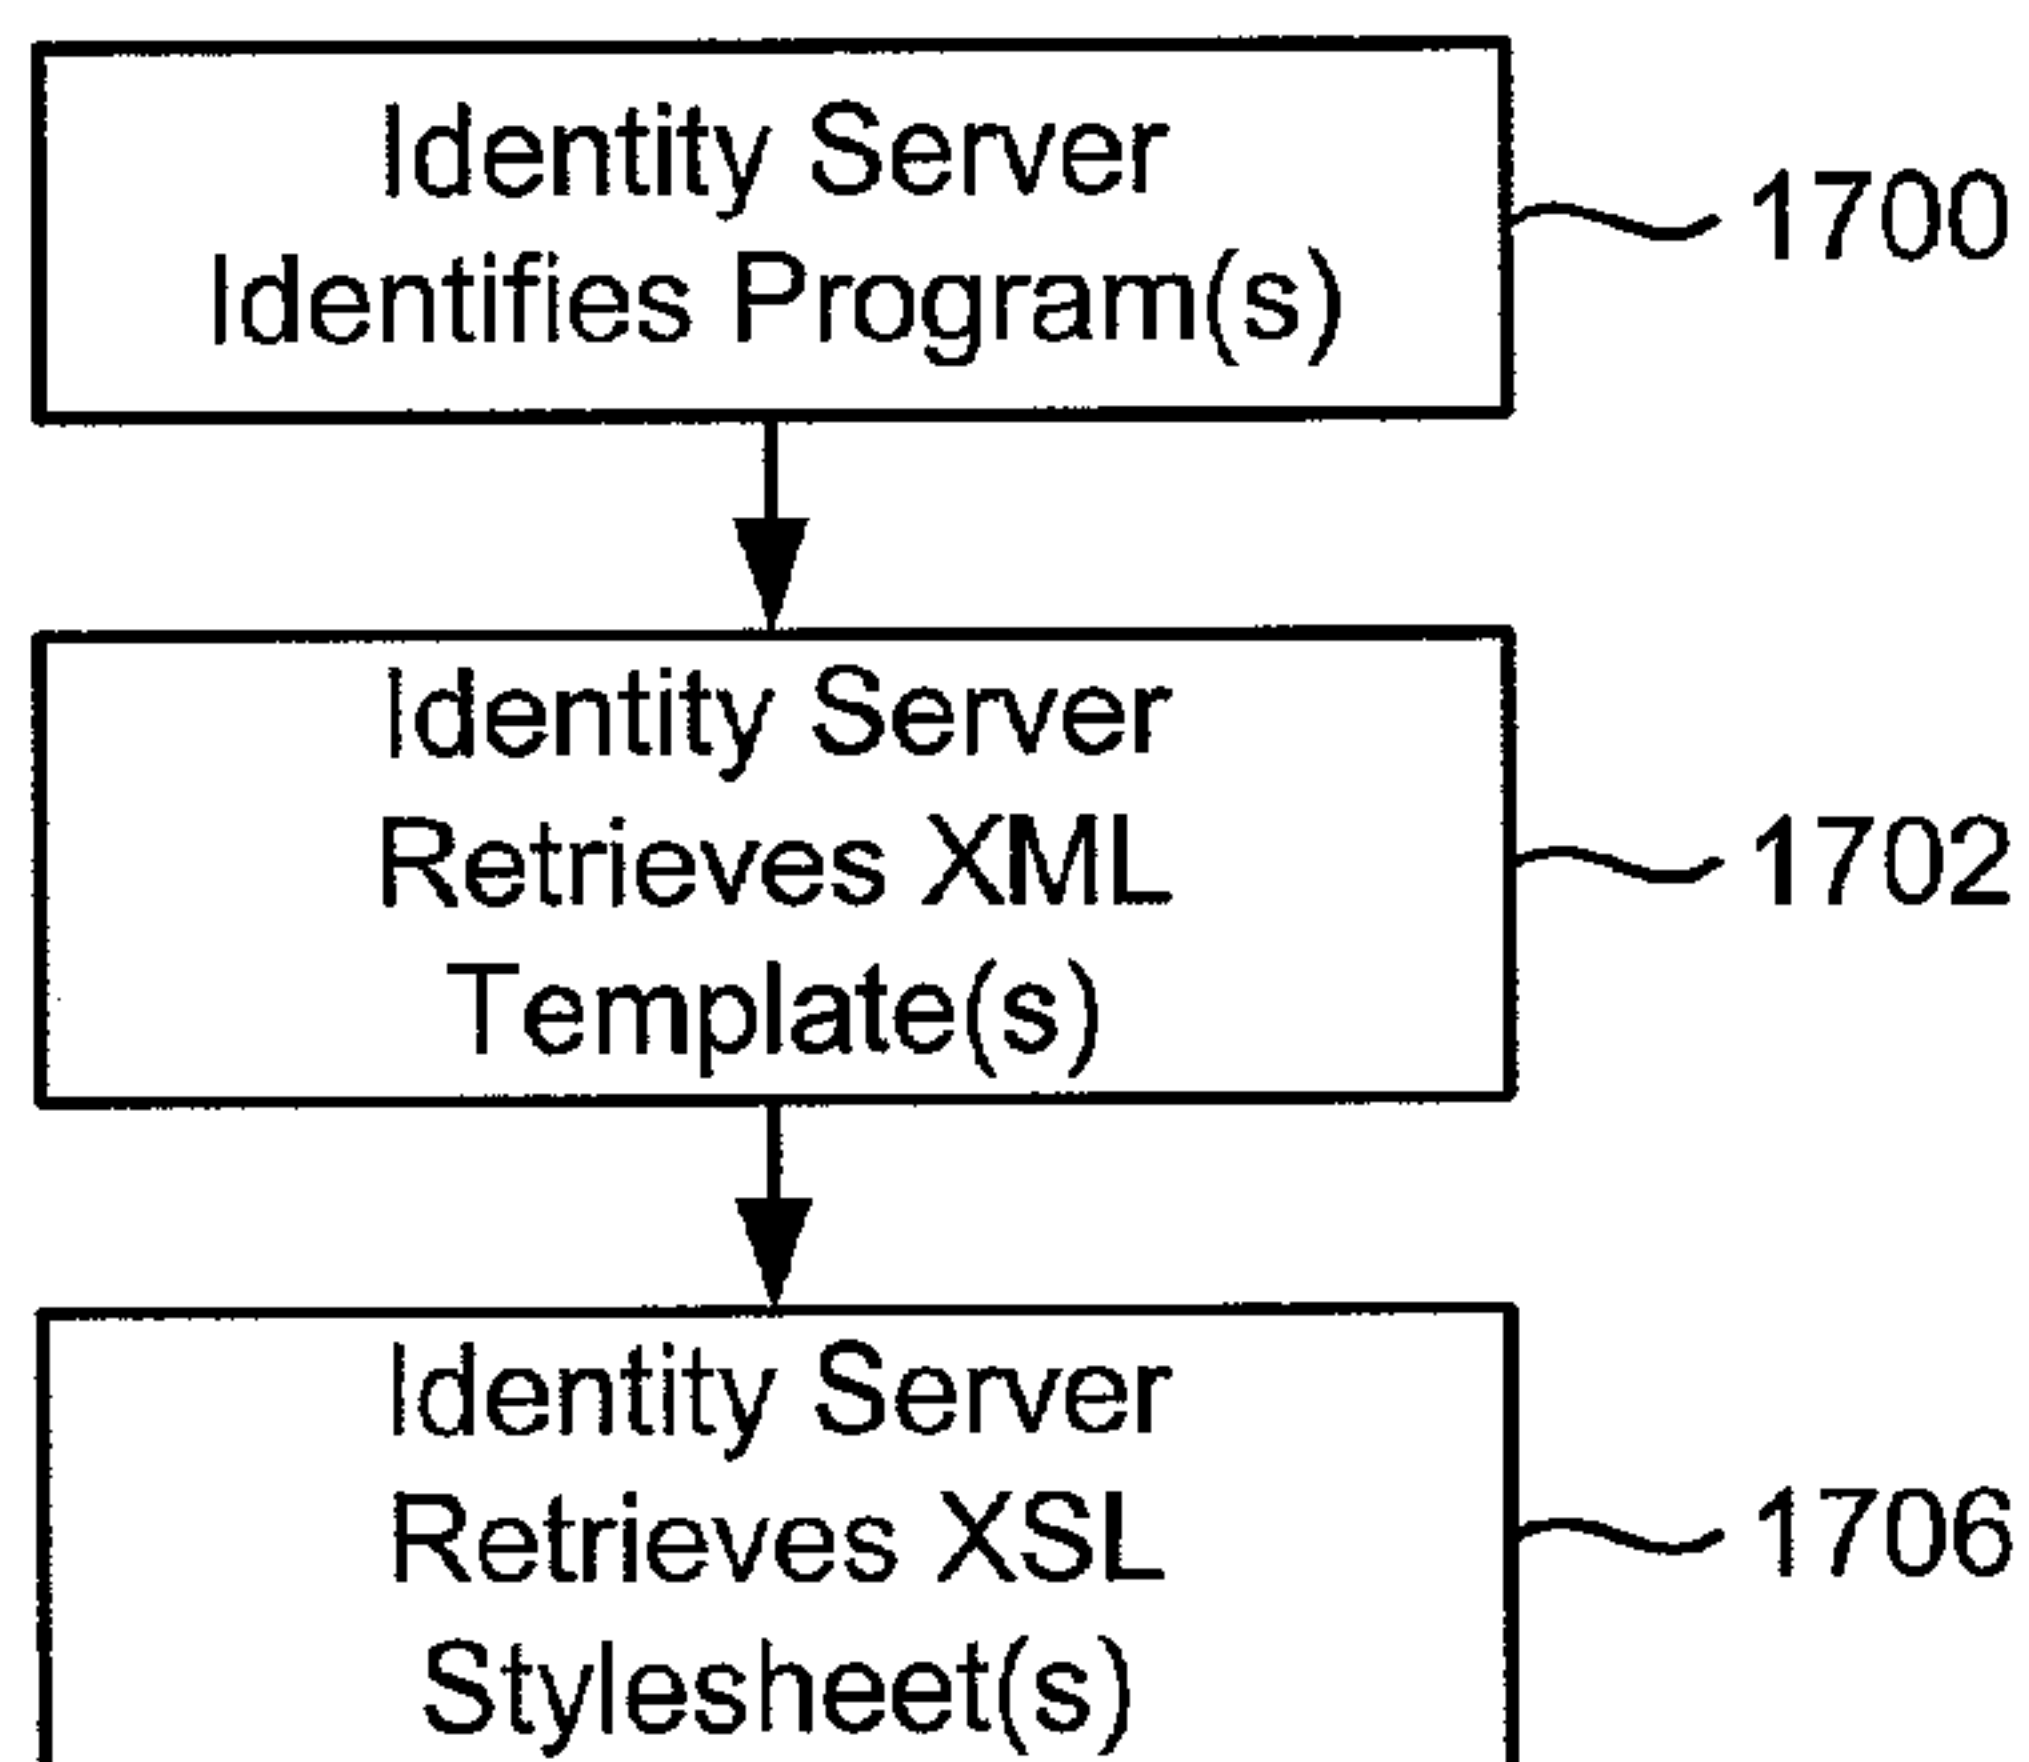 Identity Server
Identifies Program(s)
1700
Identity Server
Retrieves XML
Template(s)
1702
Identity Server
Retrieves XSL
Stylesheet(s)
1706